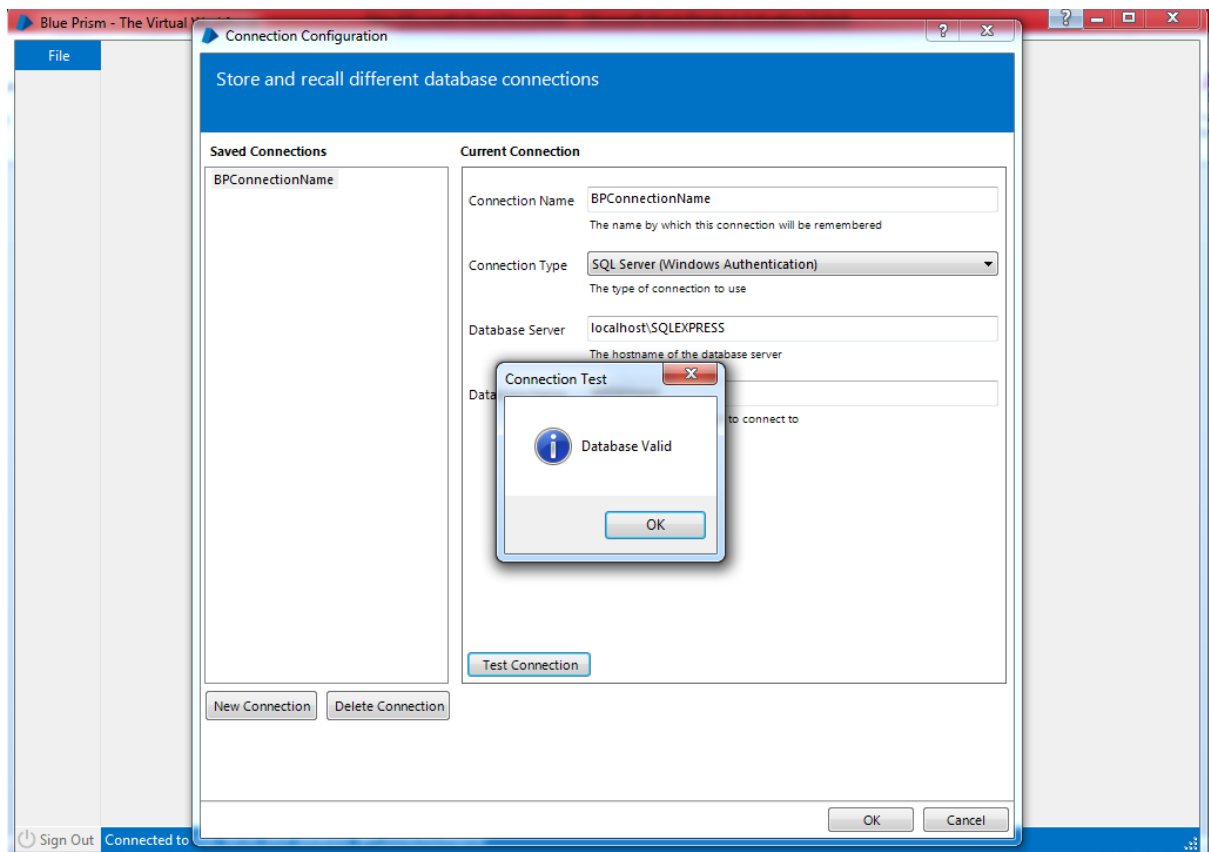 Blue Prism - The Virtual
Connection Configuration
File
Store and recall different database connections
Saved Connections
Current Connection
BPConnectionName
Connection Name
BPConnectionName
The name by which this connection will be remembered
Connection Type
SQL Server (Windows Authentication)
The type of connection to use
Database Server
localhost\SQLEXPRESS
The hostname of the database server
Connection Test
to connect to
Database Valid
OK
Test Connection
New Connection
Delete Connection
OK
Cancel
Sign Out
Connected to